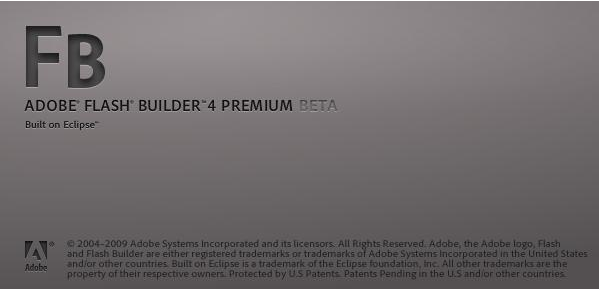 FB
ADOBE® FLASH® BUILDER™ 4 PREMIUM BETA
Built on Eclipse™
© 2004-2009 Adobe Systems Incorporated and its licensors. All Rights Reserved. Adobe, the Adobe logo, Flash
and Flash Builder are either registered trademarks or trademarks of Adobe Systems Incorporated in the United States
and/or other countries. Built on Eclipse is a trademark of the Eclipse foundation, Inc. All other trademarks are the
property of their respective owners. Protected by U.S Patents. Patents Pending in the U.S and/or other countries.
Adobe®